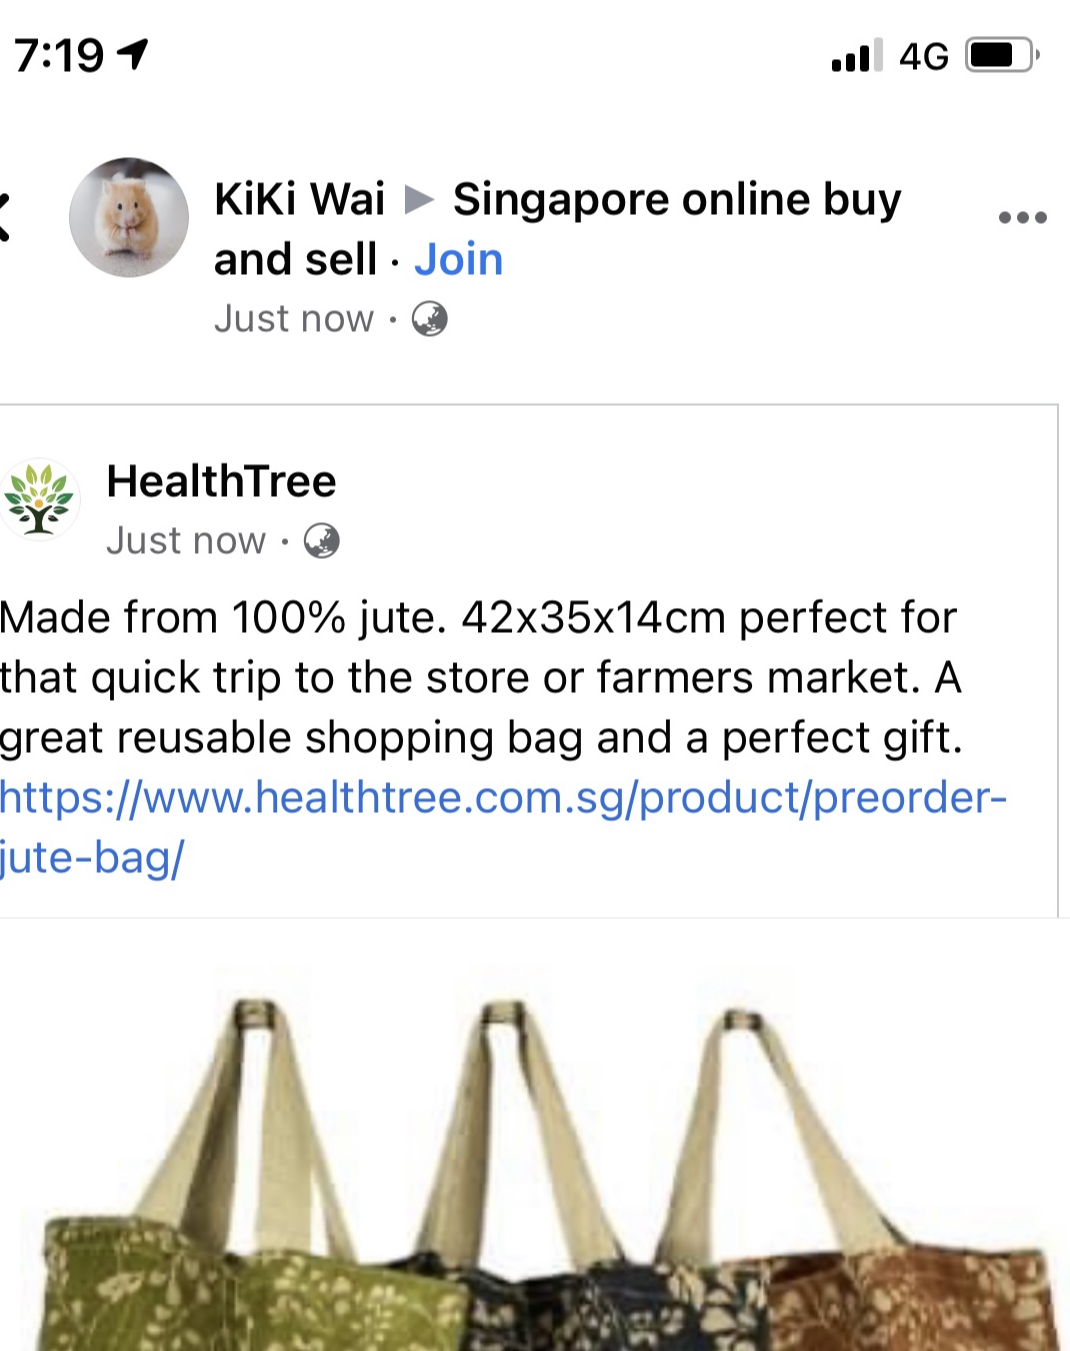 7:19 4G
KiKi Wai ▶ Singapore online buy
and sell · Join
Just now ·
HealthTree
Just now ·
Made from 100% jute. 42x35x14cm perfect for
that quick trip to the store or farmers market. A
great reusable shopping bag and a perfect gift.
https://www.healthtree.com.sg/product/preorder-
jute-bag/